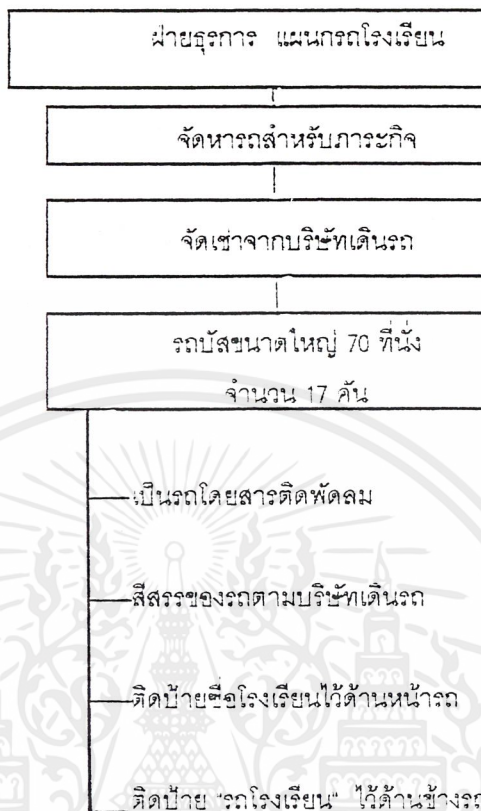 ฝ่ายธุรการ แผนกรถโรงเรียน
จัดหารถสำหรับภาระกิจ
จัดเช่าจากบริษัทเดินรถ
รถบัสขนาดใหญ่ 70 ที่นั่ง
จำนวน 17 คัน
เป็นรถโดยสารติดพัดลม
สีสรรของรถตามบริษัทเดินรถ
ติดป้ายชื่อโรงเรียนไว้ด้านหน้ารถ
ติดป้าย "รถโรงเรียน" ไว้ด้านข้างรถ